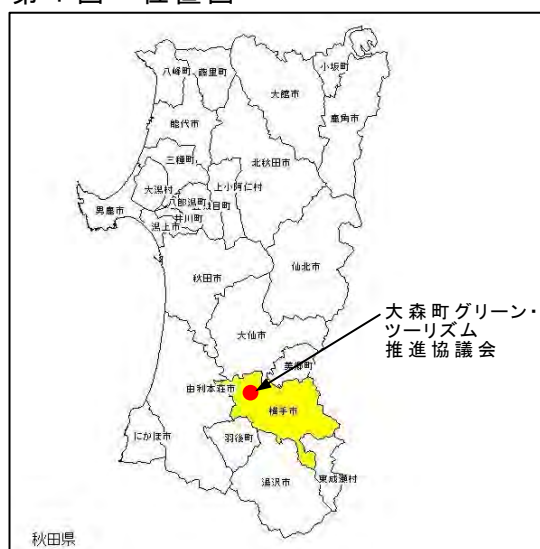 第1図 位置図
八峰町
藤里町
小坂町
大館市
鹿角市
能代市
三種町
北秋田市
大潟村
上小阿仁村
八郎潟町
五城目町
男鹿市
井川町
潟上市
仙北市
秋田市
大仙市
大森町グリーン・
ツーリズム
推進協議会
美郷町
由利本荘市
横手市
にかほ市
羽後町
湯沢市
東成瀬村
秋田県